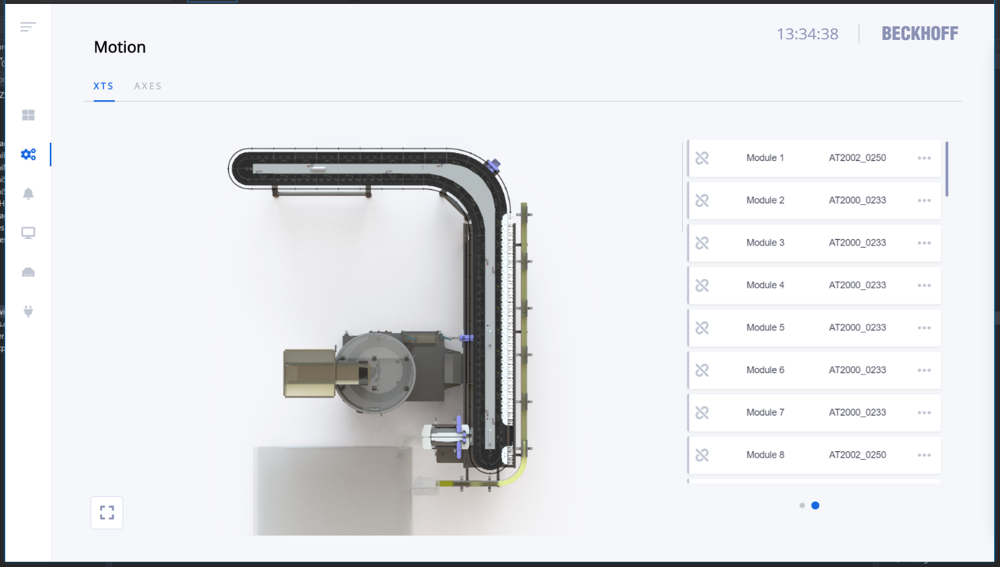 13:34:38
BECKHOFF
Motion
XTS
AXES
Module 1 AT2002_0250
Module 2 AT2000_0233
Module 3 AT2000_0233
Module 4 AT2000_0233
Module 5 AT2000_0233
Module 6 AT2000_0233
Module 7 AT2000_0233
Module 8 AT2002_0250